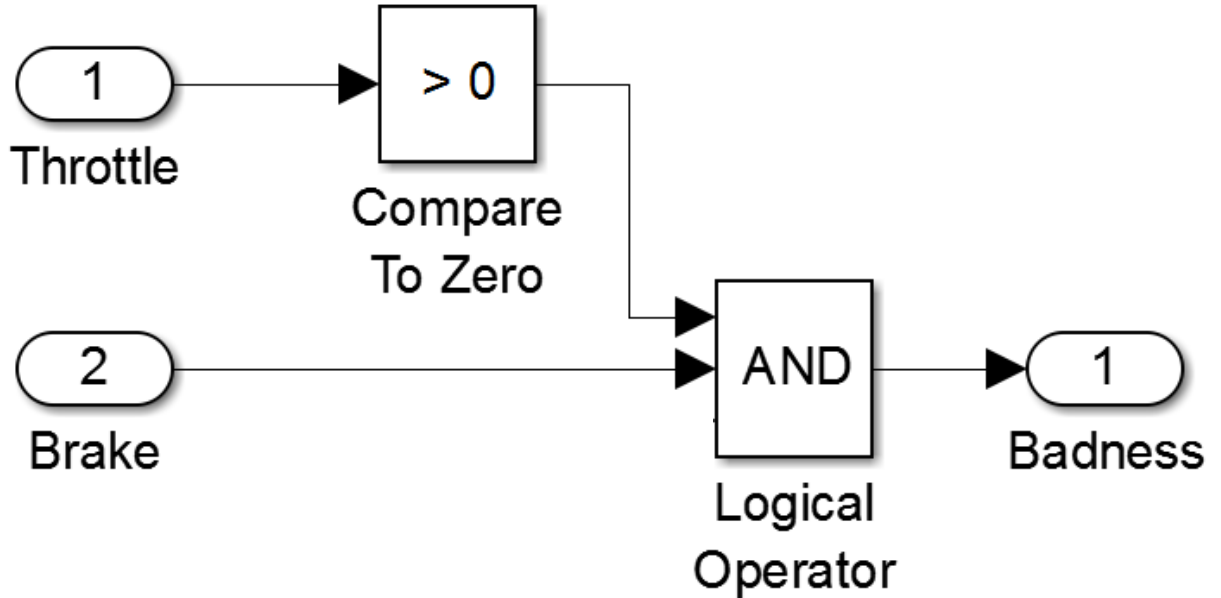 1
Throttle
> 0
Compare
To Zero
2
Brake
AND
Logical
Operator
1
Badness